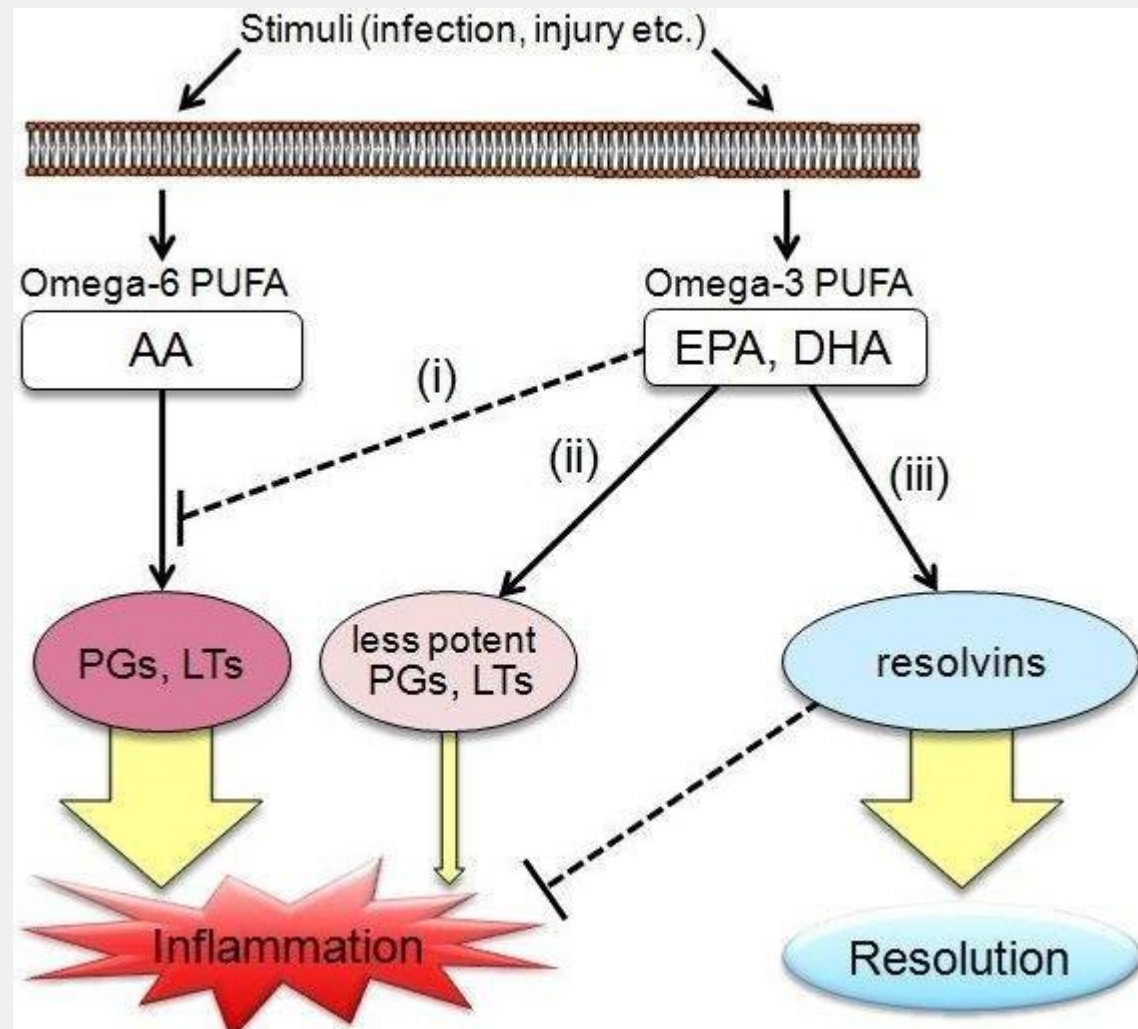 Stimuli (infection, injury etc.)
Omega-6 PUFA
Omega-3 PUFA
AA
EPA, DHA
(i)
(ii)
(iii)
PGs, LTs
less potent
PGs, LTs
resolvins
Inflammation
Resolution